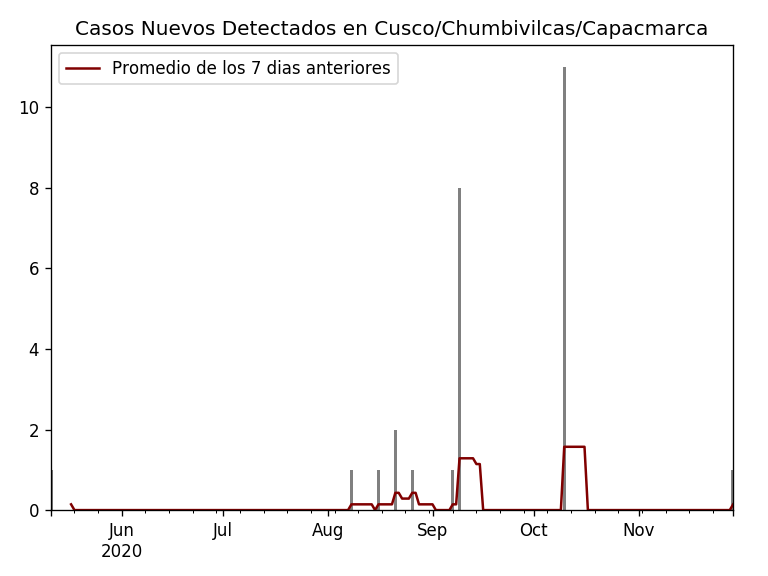 Casos Nuevos Detectados en Cusco/Chumbivilcas/Capacmarca
Promedio de los 7 dias anteriores
10
8
6
4
2
0
Jun Jul Aug Sep Oct Nov
2020